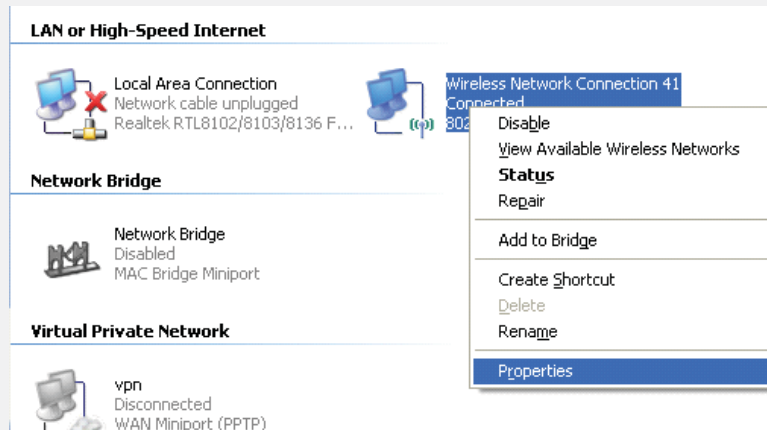 LAN or High-Speed Internet
Local Area Connection
Network cable unplugged
Realtek RTL8102/8103/8136 F...
Wireless Network Connection 41
Connected
802
Disable
View Available Wireless Networks
Status
Repair
Add to Bridge
Create Shortcut
Delete
Rename
Properties
Network Bridge
Network Bridge
Disabled
MAC Bridge Miniport
Virtual Private Network
vpn
Disconnected
WAN Miniport (PPTP)